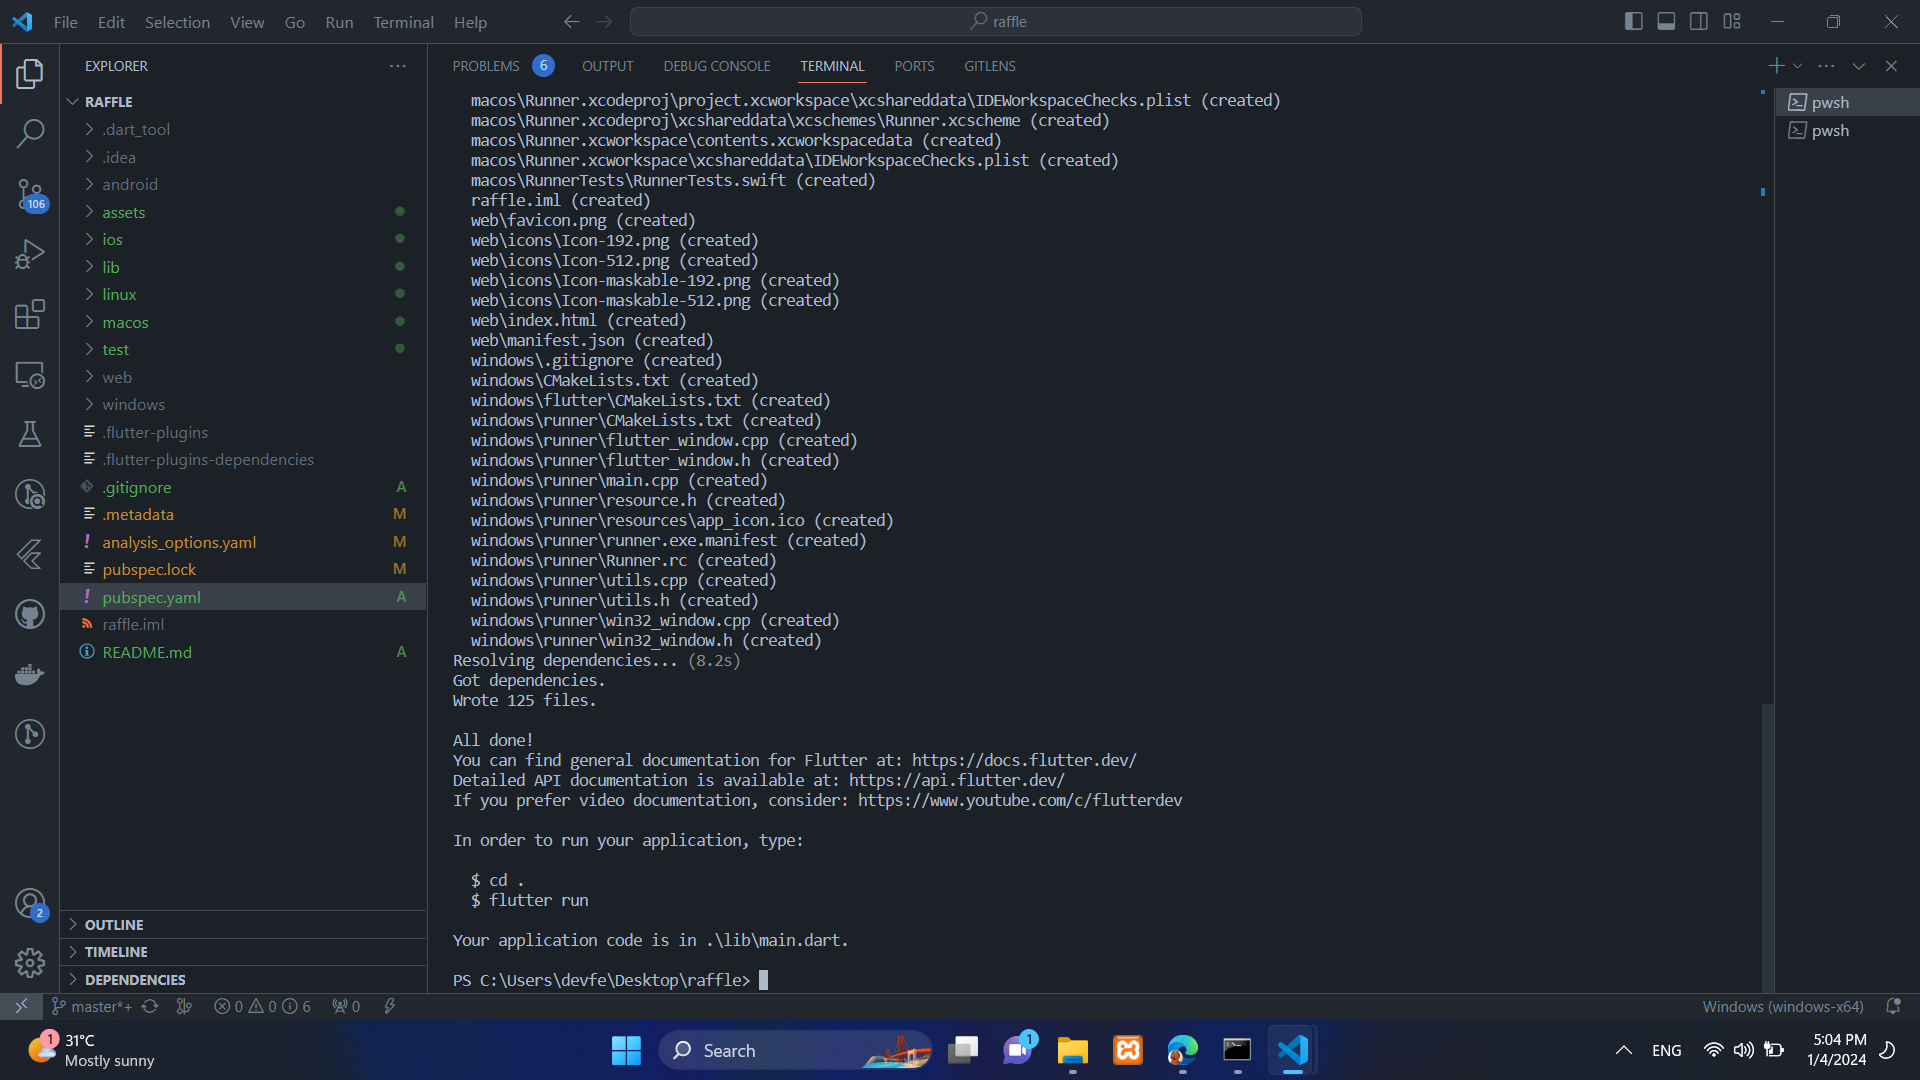 File Edit Selection View Go Run Terminal Help
raffle
EXPLORER
RAFFLE
.dart_tool
.idea
android
assets
ios
lib
linux
macos
test
web
windows
.flutter-plugins
.flutter-plugins-dependencies
.gitignore A
.metadata M
analysis_options.yaml M
pubspec.lock M
pubspec.yaml A
raffle.iml
README.md A
OUTLINE
TIMELINE
DEPENDENCIES
106
2
PROBLEMS 6 OUTPUT DEBUG CONSOLE TERMINAL PORTS GITLENS
macos\Runner.xcodeproj\project.xcworkspace\xcshareddata\IDEWorkspaceChecks.plist (created)
macos\Runner.xcodeproj\xcshareddata\xcschemes\Runner.xcscheme (created)
macos\Runner.xcworkspace\contents.xcworkspacedata (created)
macos\Runner.xcworkspace\xcshareddata\IDEWorkspaceChecks.plist (created)
macos\RunnerTests\RunnerTests.swift (created)
raffle.iml (created)
web\favicon.png (created)
web\icons\Icon-192.png (created)
web\icons\Icon-512.png (created)
web\icons\Icon-maskable-192.png (created)
web\icons\Icon-maskable-512.png (created)
web\index.html (created)
web\manifest.json (created)
windows\.gitignore (created)
windows\CMakeLists.txt (created)
windows\flutter\CMakeLists.txt (created)
windows\runner\CMakeLists.txt (created)
windows\runner\flutter_window.cpp (created)
windows\runner\flutter_window.h (created)
windows\runner\main.cpp (created)
windows\runner\resource.h (created)
windows\runner\resources\app_icon.ico (created)
windows\runner\runner.exe.manifest (created)
windows\runner\Runner.rc (created)
windows\runner\utils.cpp (created)
windows\runner\utils.h (created)
windows\runner\win32_window.cpp (created)
windows\runner\win32_window.h (created)
Resolving dependencies... (8.2s)
Got dependencies.
Wrote 125 files.
All done!
You can find general documentation for Flutter at: https://docs.flutter.dev/
Detailed API documentation is available at: https://api.flutter.dev/
If you prefer video documentation, consider: https://www.youtube.com/c/flutterdev
In order to run your application, type:
$ cd .
$ flutter run
Your application code is in .\lib\main.dart.
PS C:\Users\devfe\Desktop\raffle>
pwsh
pwsh
master*+ 0 0 6 0
Windows (windows-x64)
1 31°C
Mostly sunny
Search
1
ENG
5:04 PM
1/4/2024